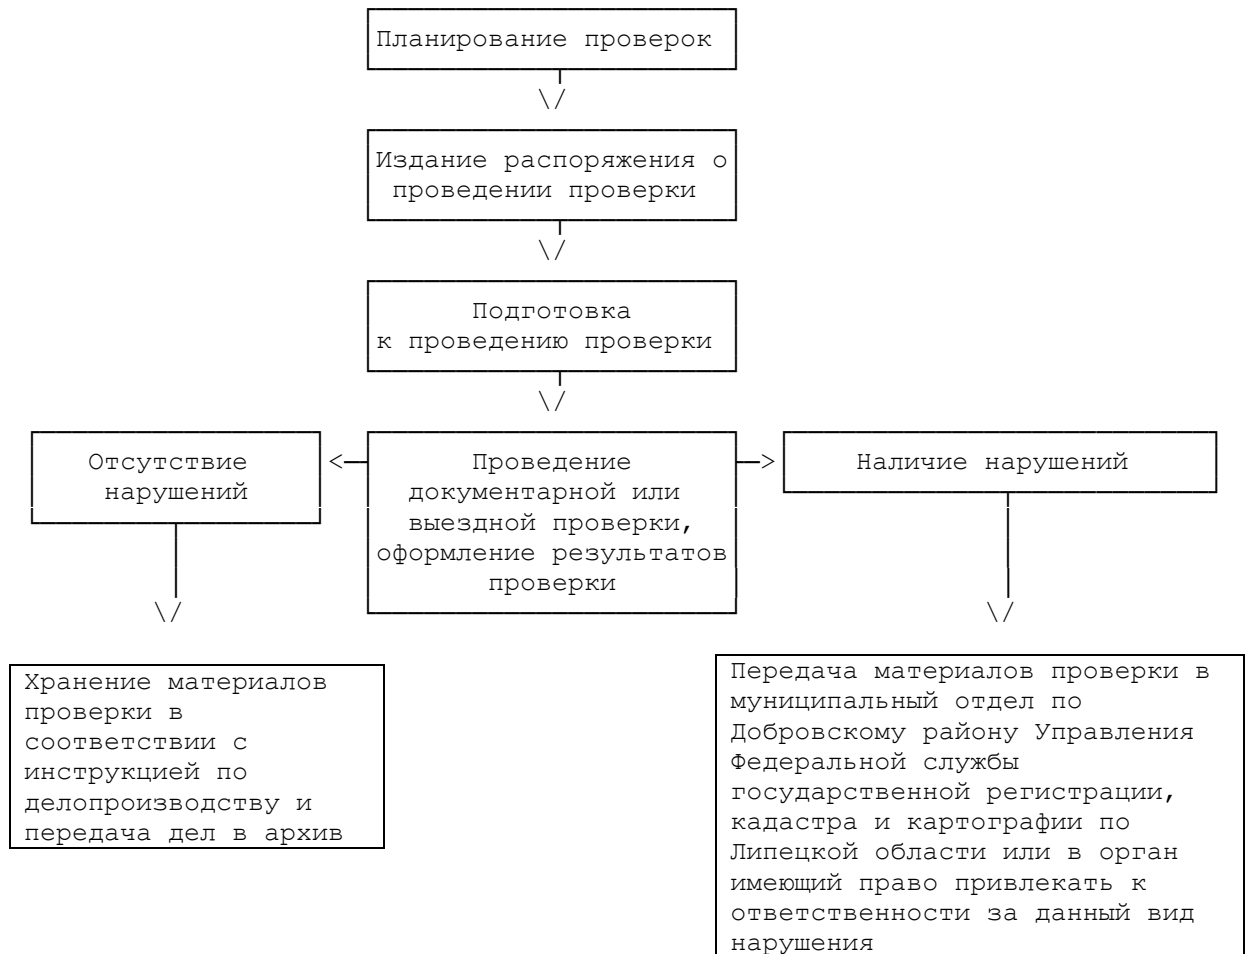 Планирование проверок
Издание распоряжения о
проведении проверки
Подготовка
к проведению проверки
Отсутствие
нарушений
Проведение
документарной или
выездной проверки,
оформление результатов
проверки
Наличие нарушений
Хранение материалов
проверки в
соответствии с
инструкцией по
делопроизводству и
передача дел в архив
Передача материалов проверки в
муниципальный отдел по
Добровскому району Управления
Федеральной службы
государственной регистрации,
кадастра и картографии по
Липецкой области или в орган
имеющий право привлекать к
ответственности за данный вид
нарушения